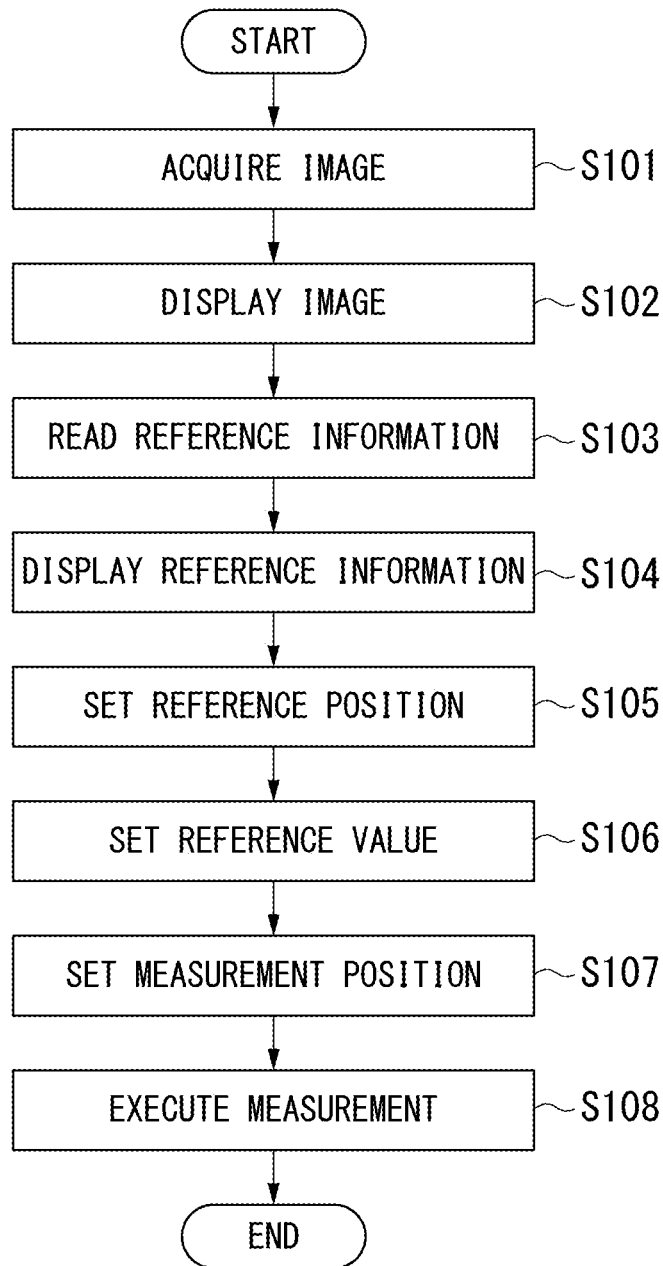 START
ACQUIRE IMAGE S101
DISPLAY IMAGE S102
READ REFERENCE INFORMATION S103
DISPLAY REFERENCE INFORMATION S104
SET REFERENCE POSITION S105
SET REFERENCE VALUE S106
SET MEASUREMENT POSITION S107
EXECUTE MEASUREMENT S108
END